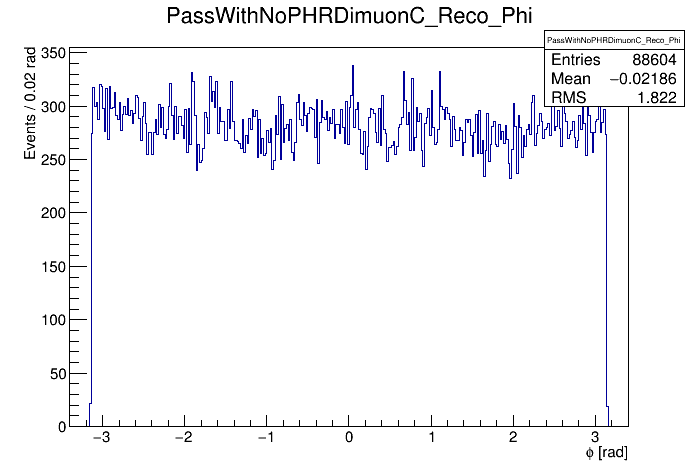 PassWithNoPHRDimuonC_Reco_Phi
PassWithNoPHRDimuonC_Reco_Phi
Entries 88604
Mean −0.02186
RMS 1.822
Events / 0.02 rad
350
300
250
200
150
100
50
0
−3 −2 −1 0 1 2 3
ϕ [rad]